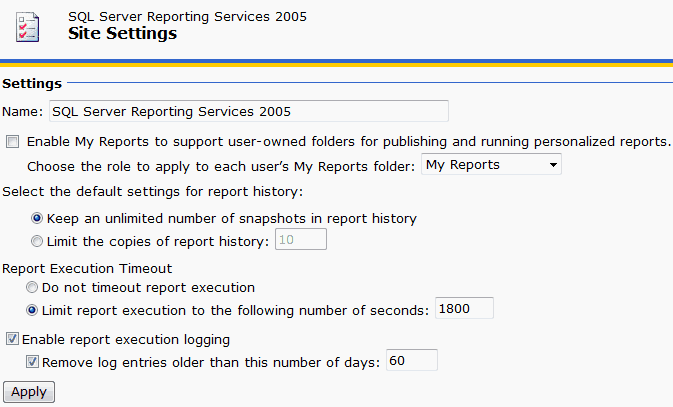 SQL Server Reporting Services 2005
Site Settings
Settings
Name: SQL Server Reporting Services 2005
Enable My Reports to support user-owned folders for publishing and running personalized reports.
Choose the role to apply to each user's My Reports folder: My Reports
Select the default settings for report history:
Keep an unlimited number of snapshots in report history
Limit the copies of report history: 10
Report Execution Timeout
Do not timeout report execution
Limit report execution to the following number of seconds: 1800
Enable report execution logging
Remove log entries older than this number of days: 60
Apply